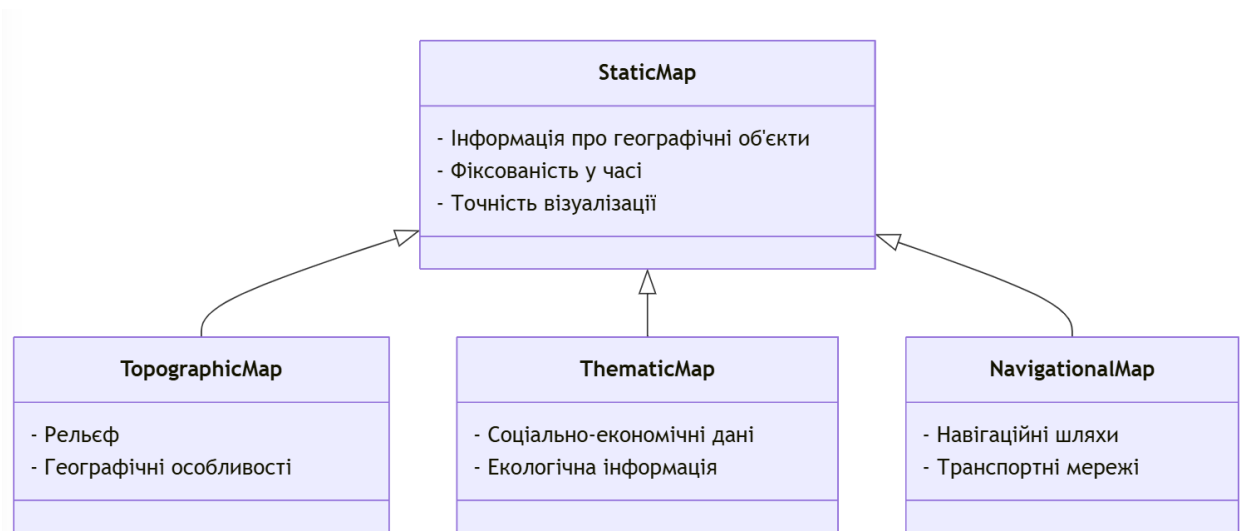 StaticMap
- Інформація про географічні об'єкти
- Фіксованість у часі
- Точність візуалізації
TopographicMap
- Рельєф
- Географічні особливості
ThematicMap
- Соціально-економічні дані
- Екологічна інформація
NavigationalMap
- Навігаційні шляхи
- Транспортні мережі